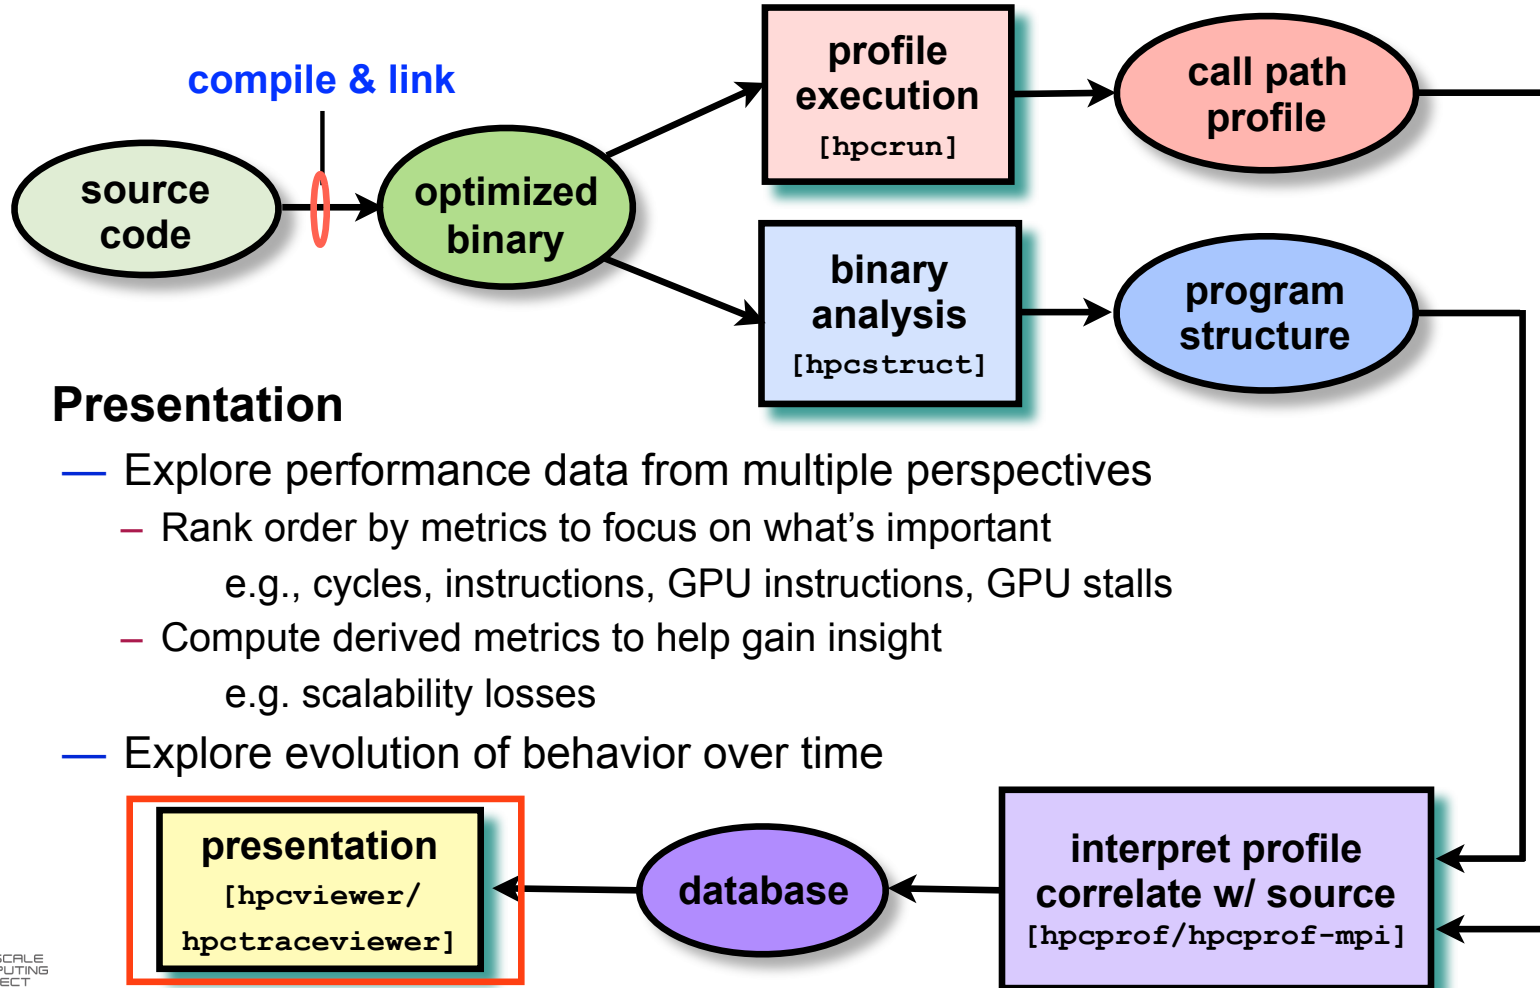 compile & link
source
code
optimized
binary
profile
execution
[hpcrun]
call path
profile
binary
analysis
[hpcstruct]
program
structure
Presentation
— Explore performance data from multiple perspectives
– Rank order by metrics to focus on what’s important
e.g., cycles, instructions, GPU instructions, GPU stalls
– Compute derived metrics to help gain insight
e.g. scalability losses
— Explore evolution of behavior over time
presentation
[hpcviewer/
hpctraceviewer]
database
interpret profile
correlate w/ source
[hpcprof/hpcprof-mpi]
SCALE
PUTING
ECT